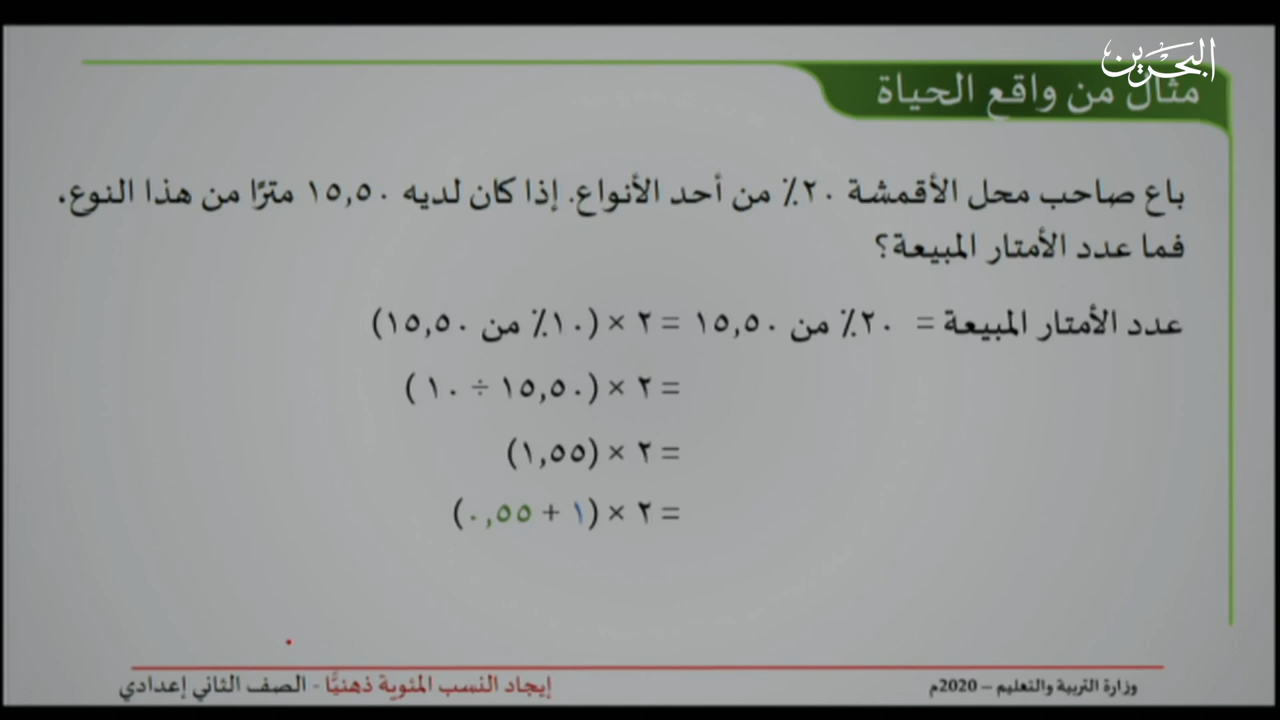 البحرين
مثال من واقع الحياة
باع صاحب محل الأقمشة ٢٠٪ من أحد الأنواع. إذا كان لديه ١٥,٥٠ مترًا من هذا النوع،
فما عدد الأمتار المبيعة؟
عدد الأمتار المبيعة = ٢٠٪ من ١٥,٥٠ = ٢ × (١٠٪ من ١٥,٥٠)
= ٢ × (١٥,٥٠ ÷ ١٠)
= ٢ × (١,٥٥)
= ٢ × (١ + ٠,٥٥)
وزارة التربية والتعليم – 2020م
إيجاد النسب المئوية ذهنيًّا - الصف الثاني إعدادي